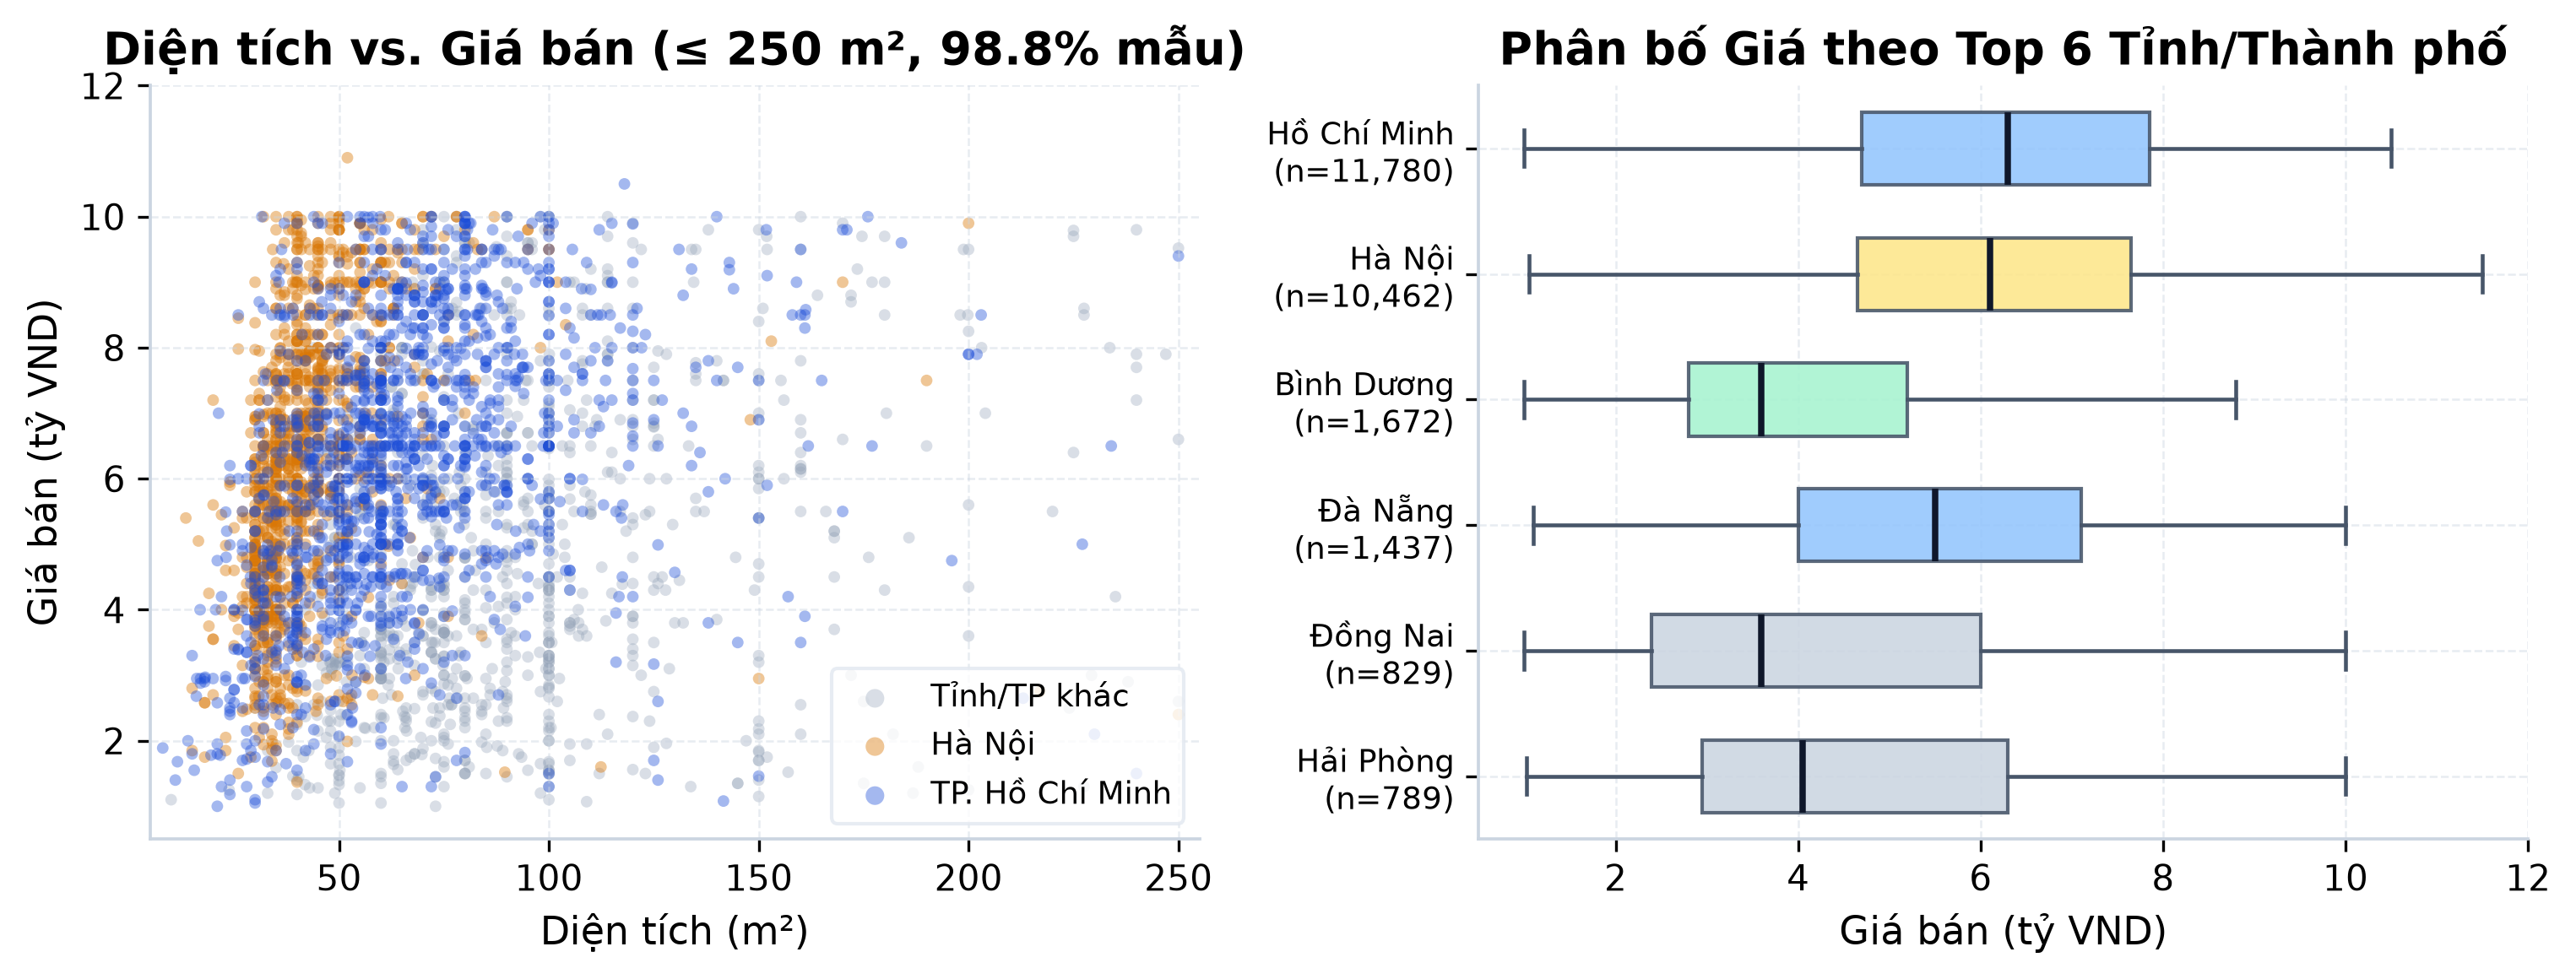 Diện tích vs. Giá bán (≤ 250 m², 98.8% mẫu)
12
10
8
6
4
2
Giá bán (tỷ VND)
50
100
150
200
250
Diện tích (m²)
Tỉnh/TP khác
Hà Nội
TP. Hồ Chí Minh
Phân bố Giá theo Top 6 Tỉnh/Thành phố
Hồ Chí Minh
(n=11,780)
Hà Nội
(n=10,462)
Bình Dương
(n=1,672)
Đà Nẵng
(n=1,437)
Đồng Nai
(n=829)
Hải Phòng
(n=789)
2
4
6
8
10
12
Giá bán (tỷ VND)